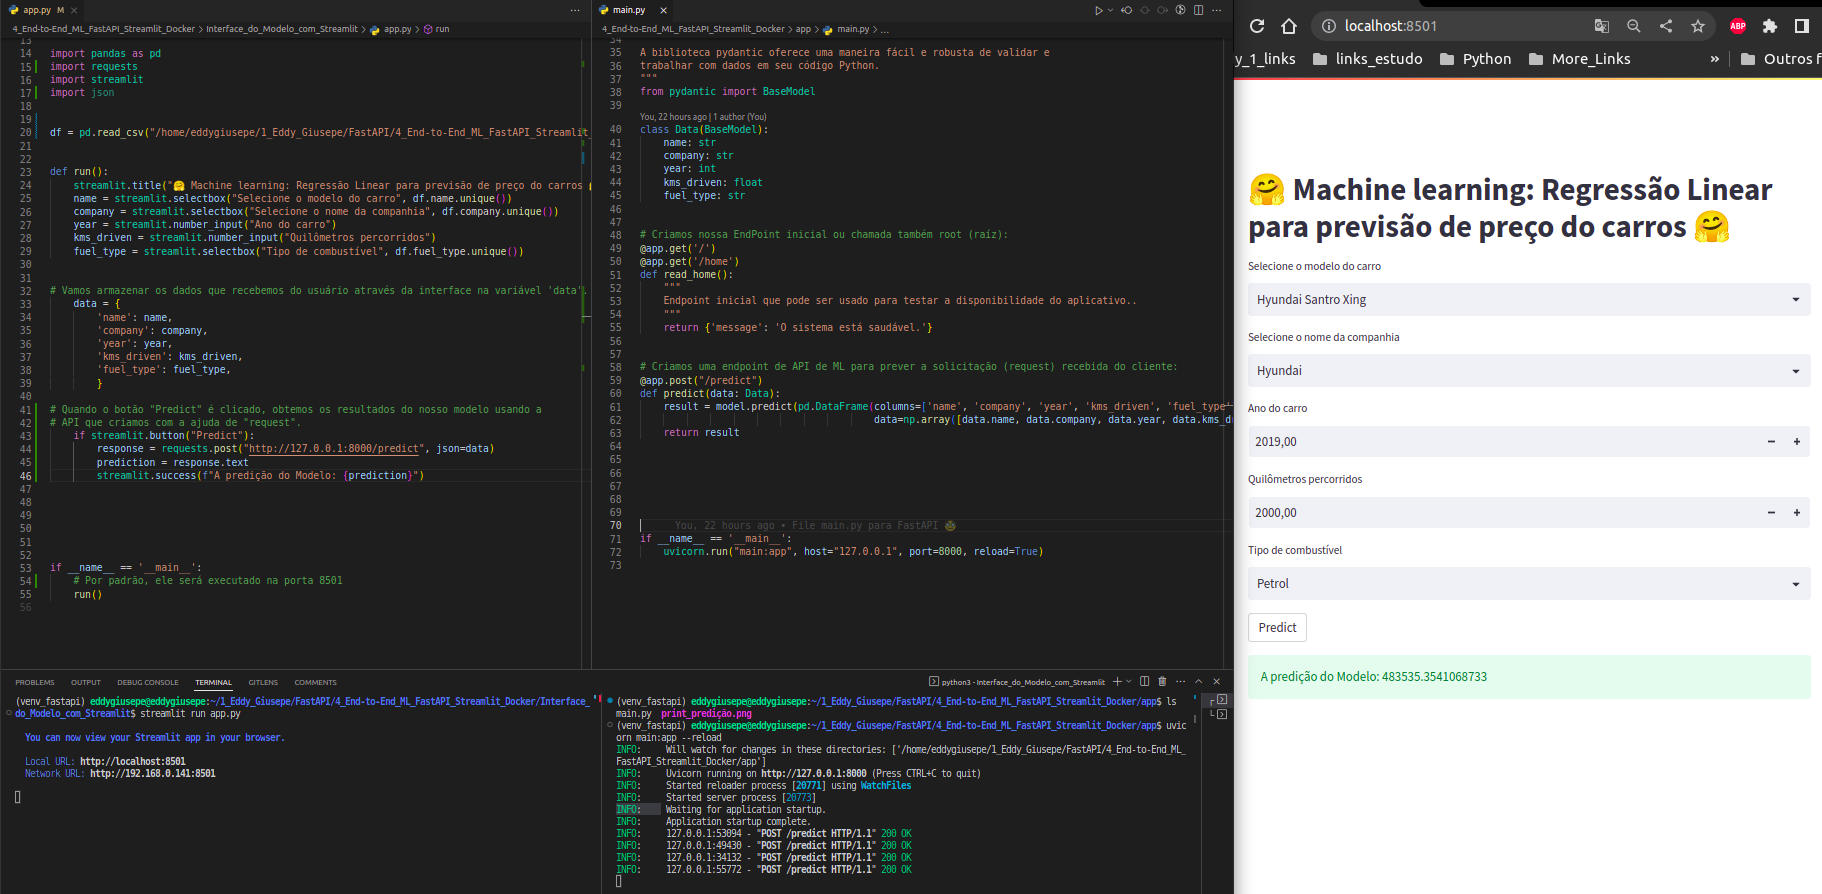 app.py M
4_End-to-End_ML_FastAPI_Streamlit_Docker > Interface_do_Modelo_com_Streamlit > app.py > run
13
14 import pandas as pd
15 import requests
16 import streamlit
17 import json
18
19
20 df = pd.read_csv("/home/eddygiusepe/1_Eddy_Giusepe/FastAPI/4_End-to-End_ML_FastAPI_Streamlit_
21
22
23 def run():
24 streamlit.title("🤗 Machine learning: Regressão Linear para previsão de preço do carros
25 name = streamlit.selectbox("Selecione o modelo do carro", df.name.unique())
26 company = streamlit.selectbox("Selecione o nome da companhia", df.company.unique())
27 year = streamlit.number_input("Ano do carro")
28 kms_driven = streamlit.number_input("Quilômetros percorridos")
29 fuel_type = streamlit.selectbox("Tipo de combustível", df.fuel_type.unique())
30
31
32 # Vamos armazenar os dados que recebemos do usuário através da interface na variável 'data'.
33 data = {
34 'name': name,
35 'company': company,
36 'year': year,
37 'kms_driven': kms_driven,
38 'fuel_type': fuel_type,
39 }
40
41 # Quando o botão "Predict" é clicado, obtemos os resultados do nosso modelo usando a
42 # API que criamos com a ajuda de "request".
43 if streamlit.button("Predict"):
44 response = requests.post("http://127.0.0.1:8000/predict", json=data)
45 prediction = response.text
46 streamlit.success(f"A predição do Modelo: {prediction}")
47
48
49
50
51
52
53 if __name__ == '__main__':
54 # Por padrão, ele será executado na porta 8501
55 run()
56
main.py
4_End-to-End_ML_FastAPI_Streamlit_Docker > app > main.py > ...
34
35 A biblioteca pydantic oferece uma maneira fácil e robusta de validar e
36 trabalhar com dados em seu código Python.
37 """
38 from pydantic import BaseModel
39
You, 22 hours ago | 1 author (You)
40 class Data(BaseModel):
41 name: str
42 company: str
43 year: int
44 kms_driven: float
45 fuel_type: str
46
47
48 # Criamos nossa EndPoint inicial ou chamada também root (raíz):
49 @app.get('/')
50 @app.get('/home')
51 def read_home():
52 """
53 Endpoint inicial que pode ser usado para testar a disponibilidade do aplicativo..
54 """
55 return {'message': 'O sistema está saudável.'}
56
57
58 # Criamos uma endpoint de API de ML para prever a solicitação (request) recebida do cliente:
59 @app.post("/predict")
60 def predict(data: Data):
61 result = model.predict(pd.DataFrame(columns=['name', 'company', 'year', 'kms_driven', 'fuel_type'
62 data=np.array([data.name, data.company, data.year, data.kms_d
63 return result
64
65
66
67
68
69
70 You, 22 hours ago • File main.py para FastAPI
71 if __name__ == '__main__':
72 uvicorn.run("main:app", host="127.0.0.1", port=8000, reload=True)
73
PROBLEMS OUTPUT DEBUG CONSOLE TERMINAL GITLENS COMMENTS
python3 - Interface_do_Modelo_com_Streamlit
(venv_fastapi) eddygiusepe@eddygiusepe:~/1_Eddy_Giusepe/FastAPI/4_End-to-End_ML_FastAPI_Streamlit_Docker/Interface_
do_Modelo_com_Streamlit$ streamlit run app.py
You can now view your Streamlit app in your browser.
Local URL: http://localhost:8501
Network URL: http://192.168.0.141:8501
(venv_fastapi) eddygiusepe@eddygiusepe:~/1_Eddy_Giusepe/FastAPI/4_End-to-End_ML_FastAPI_Streamlit_Docker/app$ ls
main.py print_predição.png
(venv_fastapi) eddygiusepe@eddygiusepe:~/1_Eddy_Giusepe/FastAPI/4_End-to-End_ML_FastAPI_Streamlit_Docker/app$ uvic
orn main:app --reload
INFO: Will watch for changes in these directories: ['/home/eddygiusepe/1_Eddy_Giusepe/FastAPI/4_End-to-End_ML_
FastAPI_Streamlit_Docker/app']
INFO: Uvicorn running on http://127.0.0.1:8000 (Press CTRL+C to quit)
INFO: Started reloader process [20771] using WatchFiles
INFO: Started server process [20773]
INFO: Waiting for application startup.
INFO: Application startup complete.
INFO: 127.0.0.1:53094 - "POST /predict HTTP/1.1" 200 OK
INFO: 127.0.0.1:49430 - "POST /predict HTTP/1.1" 200 OK
INFO: 127.0.0.1:34132 - "POST /predict HTTP/1.1" 200 OK
INFO: 127.0.0.1:55772 - "POST /predict HTTP/1.1" 200 OK
localhost:8501
ABP
y_1_links links_estudo Python More_Links » Outros f
🤗 Machine learning: Regressão Linear
para previsão de preço do carros 🤗
Selecione o modelo do carro
Hyundai Santro Xing
Selecione o nome da companhia
Hyundai
Ano do carro
2019,00
Quilômetros percorridos
2000,00
Tipo de combustível
Petrol
Predict
A predição do Modelo: 483535.3541068733